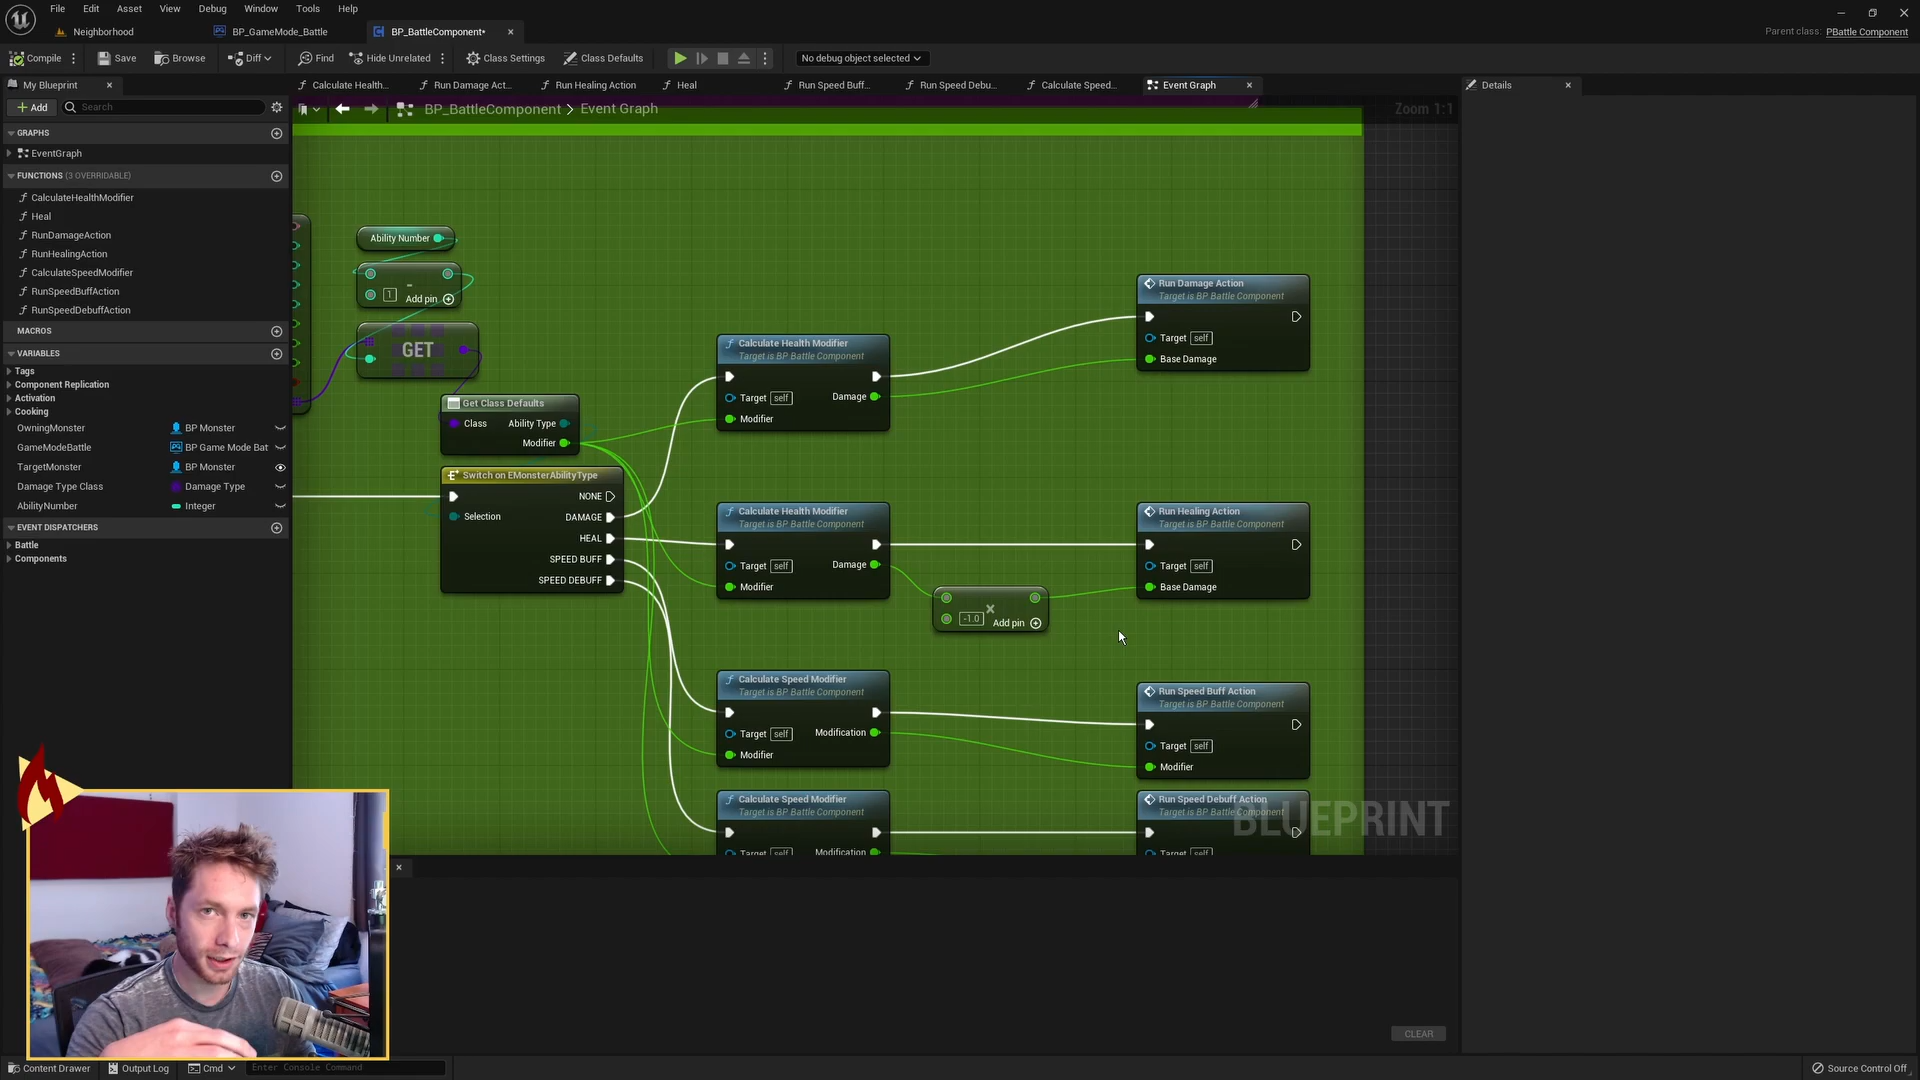 File Edit Asset View Debug Window Tools Help
Neighborhood BP_GameMode_Battle BP_BattleComponent*
Parent class: PBattle Component
Compile Save Browse Diff Find Hide Unrelated Class Settings Class Defaults No debug object selected
My Blueprint
Calculate Health... Run Damage Act... Run Healing Action Heal Run Speed Buff... Run Speed Debu... Calculate Speed... Event Graph
Details
Add Search
BP_BattleComponent > Event Graph
Zoom 1:1
GRAPHS
EventGraph
FUNCTIONS (3 OVERRIDABLE)
CalculateHealthModifier
Heal
RunDamageAction
RunHealingAction
CalculateSpeedModifier
RunSpeedBuffAction
RunSpeedDebuffAction
MACROS
VARIABLES
Tags
Component Replication
Activation
Cooking
OwningMonster BP Monster
GameModeBattle BP Game Mode Bat
TargetMonster BP Monster
Damage Type Class Damage Type
AbilityNumber Integer
EVENT DISPATCHERS
Battle
Components
Ability Number
-
1 Add pin
GET
Get Class Defaults
Class Ability Type
Modifier
Switch on EMonsterAbilityType
NONE
Selection DAMAGE
HEAL
SPEED BUFF
SPEED DEBUFF
Calculate Health Modifier
Target is BP Battle Component
Target self Damage
Modifier
Run Damage Action
Target is BP Battle Component
Target self
Base Damage
Calculate Health Modifier
Target is BP Battle Component
Target self Damage
Modifier
×
-1.0 Add pin
Run Healing Action
Target is BP Battle Component
Target self
Base Damage
Calculate Speed Modifier
Target is BP Battle Component
Target self Modification
Modifier
Run Speed Buff Action
Target is BP Battle Component
Target self
Modifier
Calculate Speed Modifier
Target is BP Battle Component
Target self Modification
Run Speed Debuff Action
Target is BP Battle Component
Target self
BLUEPRINT
CLEAR
Content Drawer Output Log Cmd Enter Console Command
Source Control Off